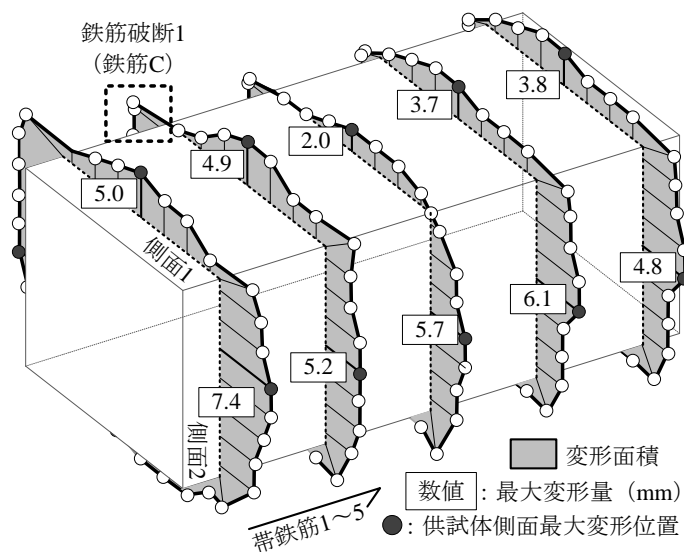 鉄筋破断1
（鉄筋C）
3.8
3.7
2.0
4.9
5.0
側面1
4.8
6.1
5.7
5.2
7.4
側面2
変形面積
数値：最大変形量（mm）
：供試体側面最大変形位置
帯鉄筋1～5